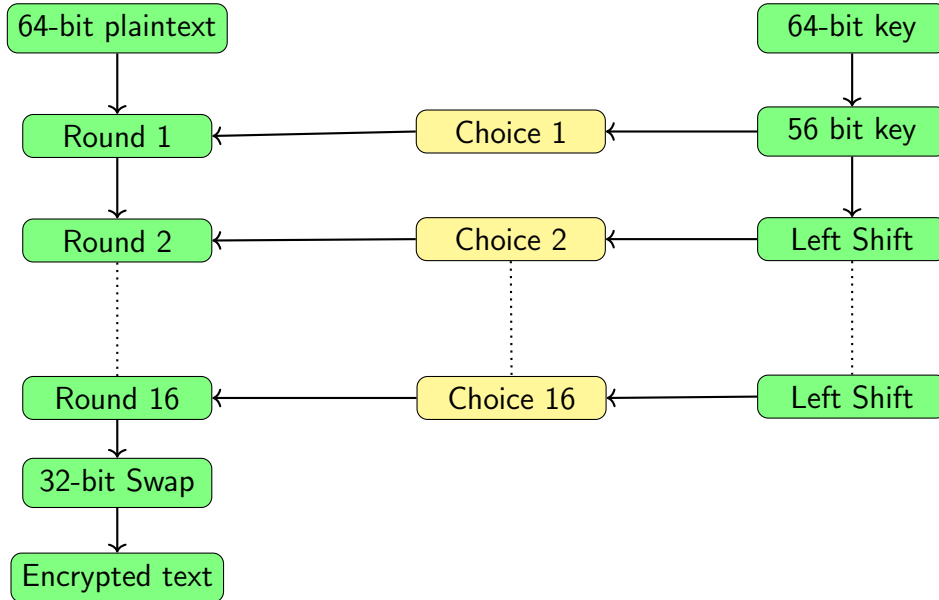 64-bit plaintext
64-bit key
Round 1
Choice 1
56 bit key
Round 2
Choice 2
Left Shift
Round 16
Choice 16
Left Shift
32-bit Swap
Encrypted text